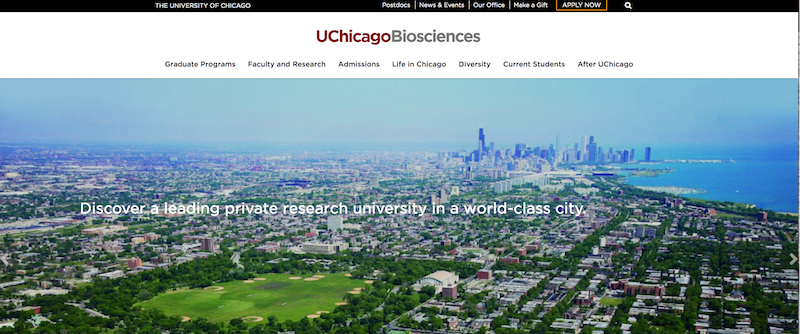 THE UNIVERSITY OF CHICAGO Postdocs News & Events Our Office Make a Gift APPLY NOW
UChicagoBiosciences
Graduate Programs Faculty and Research Admissions Life in Chicago Diversity Current Students After UChicago
Discover a leading private research university in a world-class city.